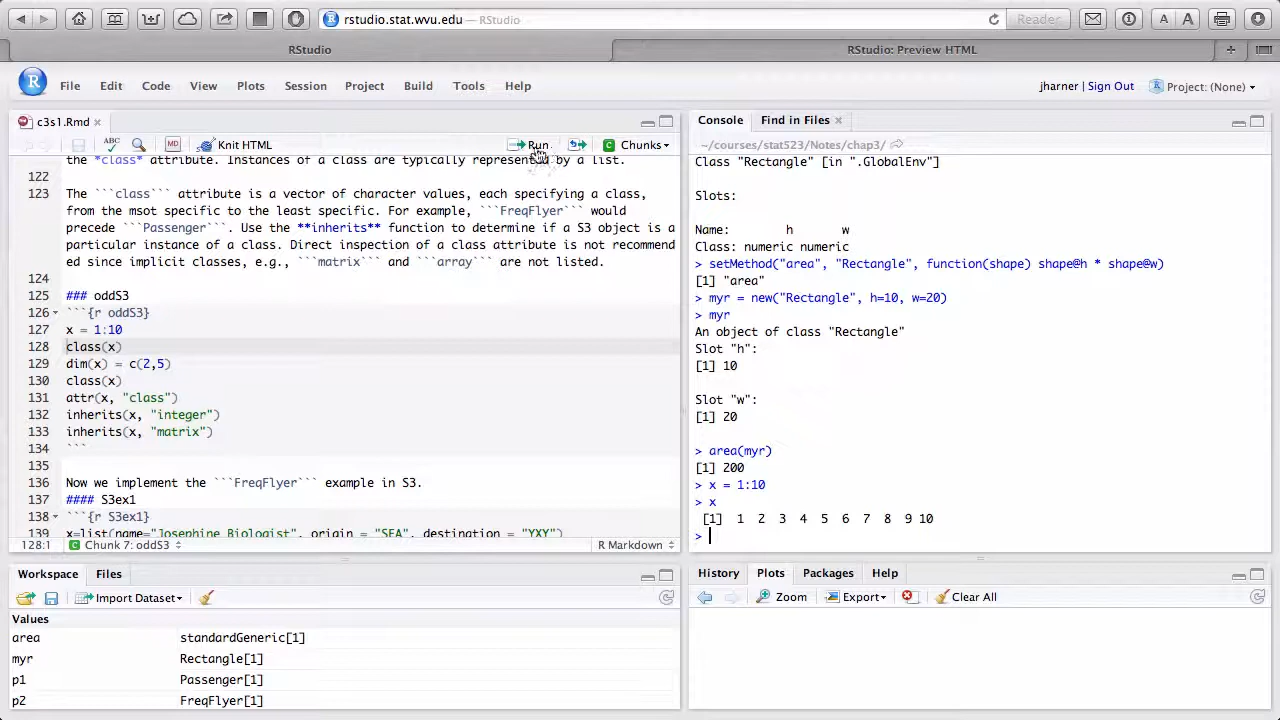 rstudio.stat.wvu.edu — RStudio
Reader
A A
RStudio
RStudio: Preview HTML
+
R
File Edit Code View Plots Session Project Tools Help
jharner | Sign Out
Project: (None)
c3s1.Rmd
ABC
MD
Knit HTML
Run
Chunks
the *class* attribute. Instances of a class are typically represented by a list.
122
123 The ```class``` attribute is a vector of character values, each specifying a class,
from the msot specific to the least specific. For example, ```FreqFlyer``` would
precede ```Passenger```. Use the **inherits** function to determine if a S3 object is a
particular instance of a class. Direct inspection of a class attribute is not recommend
ed since implicit classes, e.g., ```matrix``` and ```array``` are not listed.
124
125 ### oddS3
126 ```{r oddS3}
127 x = 1:10
128 class(x)
129 dim(x) = c(2,5)
130 class(x)
131 attr(x, "class")
132 inherits(x, "integer")
133 inherits(x, "matrix")
134 ```
135
136 Now we implement the ```FreqFlyer``` example in S3.
137 #### S3ex1
138 ```{r S3ex1}
139 x=list(name="Josephine Biologist", origin = "SEA", destination = "YXY")
128:1 Chunk 7: oddS3 R Markdown
Console Find in Files
~/courses/stat523/Notes/chap3/
Class "Rectangle" [in ".GlobalEnv"]
Slots:
Name: h w
Class: numeric numeric
> setMethod("area", "Rectangle", function(shape) shape@h * shape@w)
[1] "area"
> myr = new("Rectangle", h=10, w=20)
> myr
An object of class "Rectangle"
Slot "h":
[1] 10
Slot "w":
[1] 20
> area(myr)
[1] 200
> x = 1:10
> x
[1] 1 2 3 4 5 6 7 8 9 10
>
Workspace Files
Import Dataset
Values
area standardGeneric[1]
myr Rectangle[1]
p1 Passenger[1]
p2 FreqFlyer[1]
History Plots Packages Help
Zoom Export Clear All